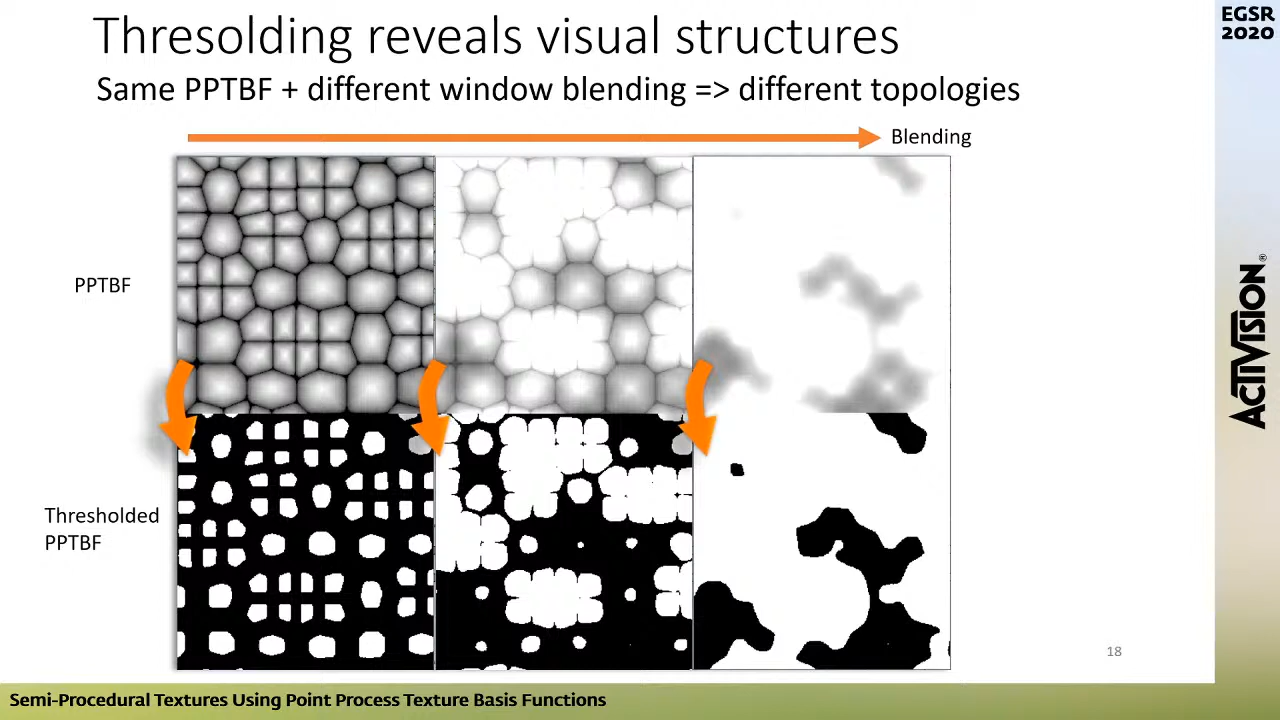 Thresolding reveals visual structures
EGSR
2020
Same PPTBF + different window blending => different topologies
Blending
PPTBF
ACTIVISION®
Thresholded
PPTBF
18
Semi-Procedural Textures Using Point Process Texture Basis Functions